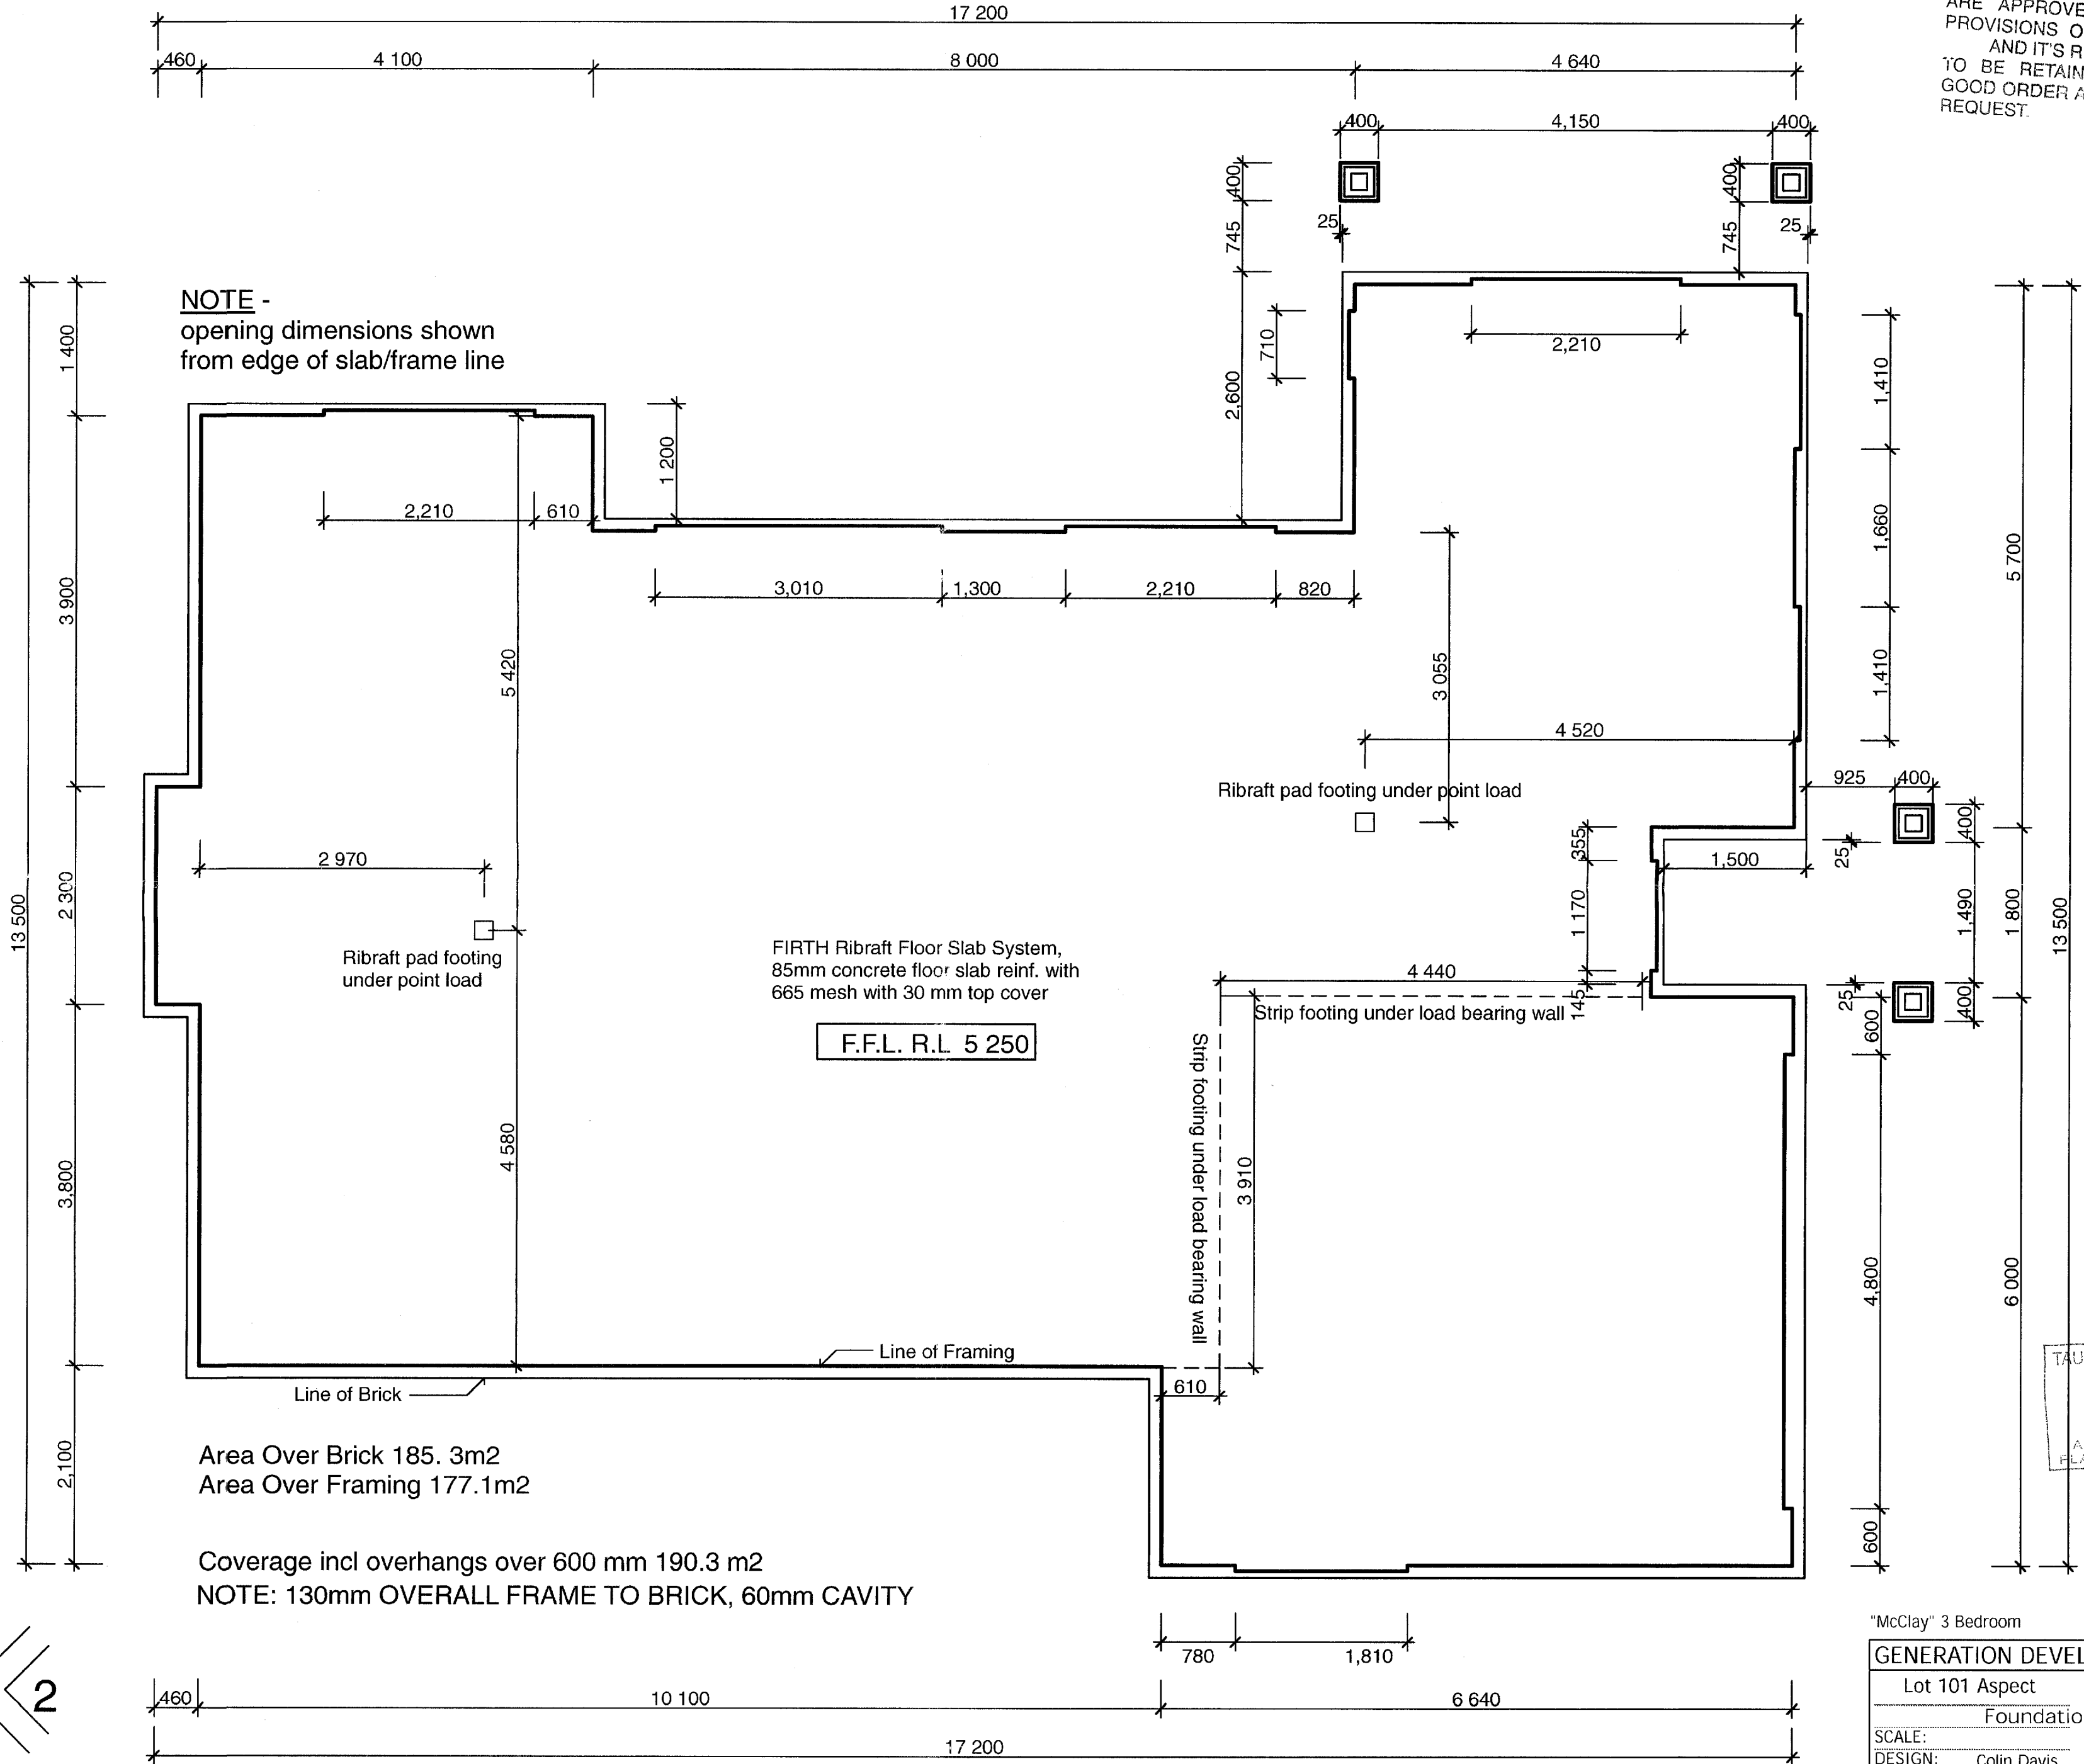 17 200
460
4 100
8 000
4 640
ARE APPROVE
PROVISIONS O
AND IT'S R
TO BE RETAIN
GOOD ORDER A
REQUEST.
400
4,150
400
400
400
25
745
745
25
NOTE -
opening dimensions shown
from edge of slab/frame line
1 400
710
2,210
2,600
1,410
1 200
2,210
610
1,660
5 700
3,010
1,300
2,210
820
3 900
5 420
3 055
1,410
4 520
925
400
Ribraft pad footing under point load
400
355
2 970
1,500
25
2 300
13 500
1 170
1,490
1 800
13 500
Ribraft pad footing
under point load
FIRTH Ribraft Floor Slab System,
85mm concrete floor slab reinf. with
665 mesh with 30 mm top cover
4 440
145
Strip footing under load bearing wall
25
400
600
F.F.L. R.L 5 250
Strip footing under load bearing wall
4 580
3 910
3,800
4,800
6 000
Line of Framing
TAU
Line of Brick
610
Area Over Brick 185. 3m2
Area Over Framing 177.1m2
2,100
A
PLA
600
Coverage incl overhangs over 600 mm 190.3 m2
NOTE: 130mm OVERALL FRAME TO BRICK, 60mm CAVITY
"McClay" 3 Bedroom
780
1,810
GENERATION DEVEL
2
460
10 100
6 640
Lot 101 Aspect
Foundatio
SCALE:
17 200
DESIGN: Colin Davis